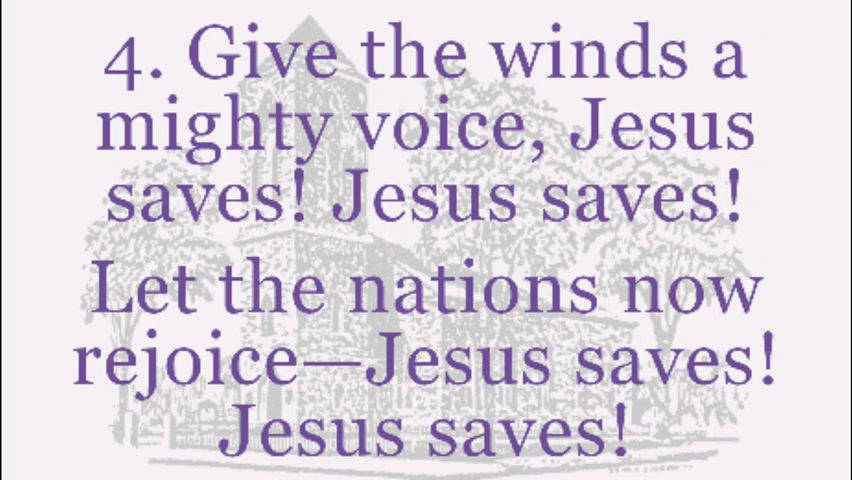 4. Give the winds a
mighty voice, Jesus
saves! Jesus saves!
Let the nations now
rejoice—Jesus saves!
Jesus saves!